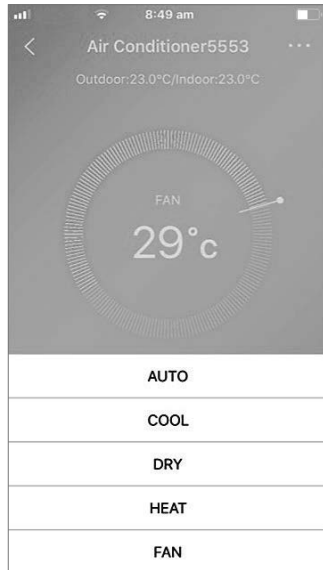 8:49 am
Air Conditioner5553
Outdoor:23.0°C/Indoor:23.0°C
FAN
29°c
AUTO
COOL
DRY
HEAT
FAN